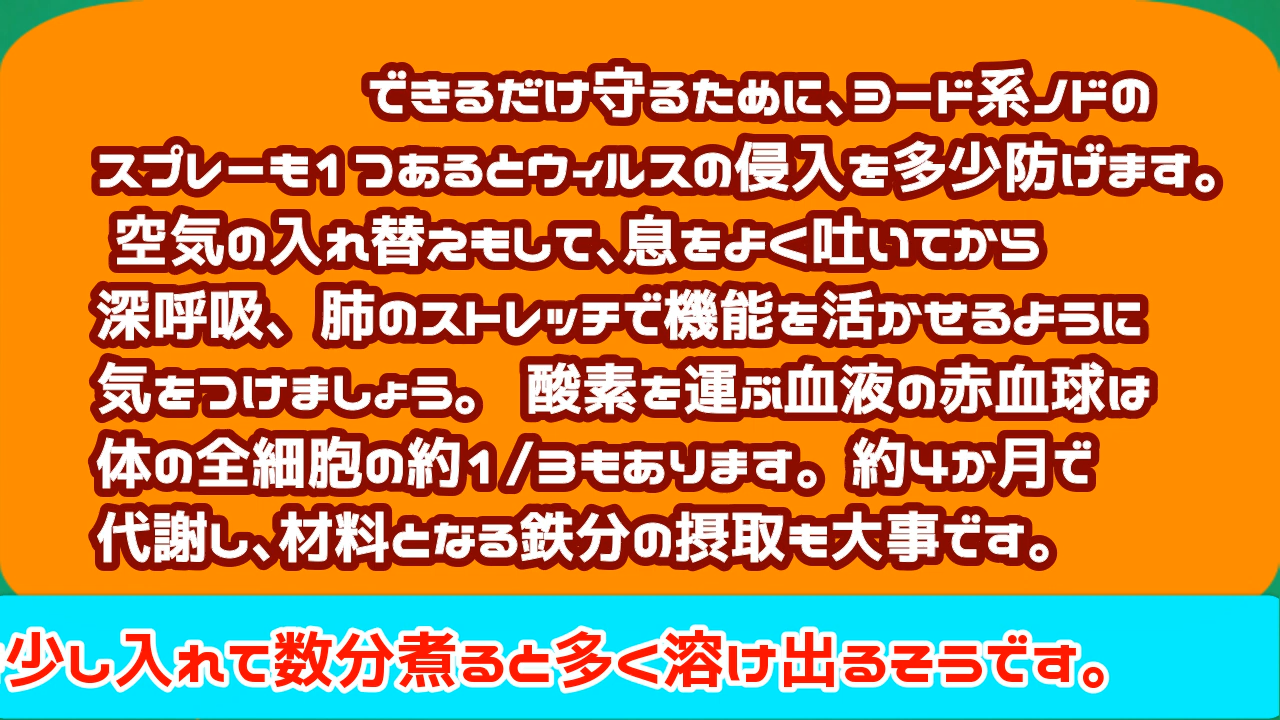 できるだけ守るために、ヨード系ノドの
スプレーも1つあるとウィルスの侵入を多少防げます。
空気の入れ替えもして、息をよく吐いてから
深呼吸、肺のストレッチで機能を活かせるように
気をつけましょう。 酸素を運ぶ血液の赤血球は
体の全細胞の約1/3もあります。約4か月で
代謝し、材料となる鉄分の摂取も大事です。
少し入れて数分煮ると多く溶け出るそうです。